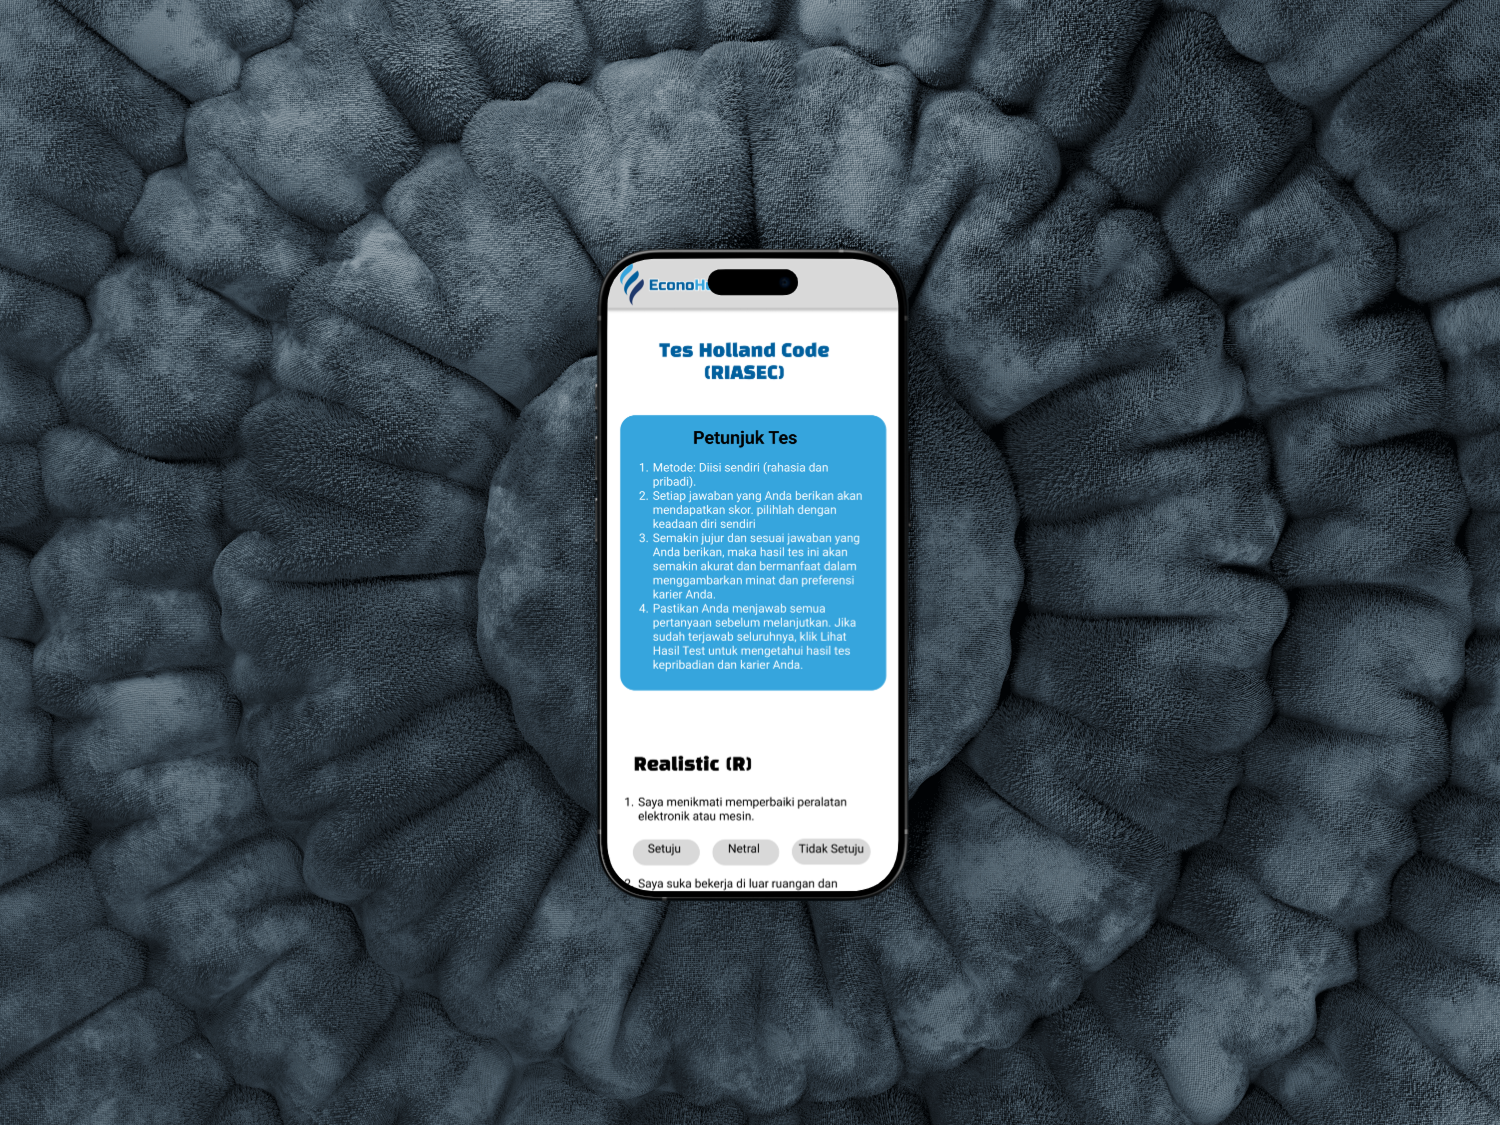 Tes Holland Code
(RIASEC)
Petunjuk Tes
1. Metode: Diisi sendiri (rahasia dan
pribadi).
2. Setiap jawaban yang Anda berikan akan
mendapatkan skor. pilihlah dengan
keadaan diri sendiri
3. Semakin jujur dan sesuai jawaban yang
Anda berikan, maka hasil tes ini akan
semakin akurat dan bermanfaat dalam
menggambarkan minat dan preferensi
karier Anda.
4. Pastikan Anda menjawab semua
pertanyaan sebelum melanjutkan. Jika
sudah terjawab seluruhnya, klik Lihat
Hasil Test untuk mengetahui hasil tes
kepribadian dan karier Anda.
Realistic (R)
1. Saya menikmati memperbaiki peralatan
elektronik atau mesin.
Setuju Netral Tidak Setuju
2. Saya suka bekerja di luar ruangan dan